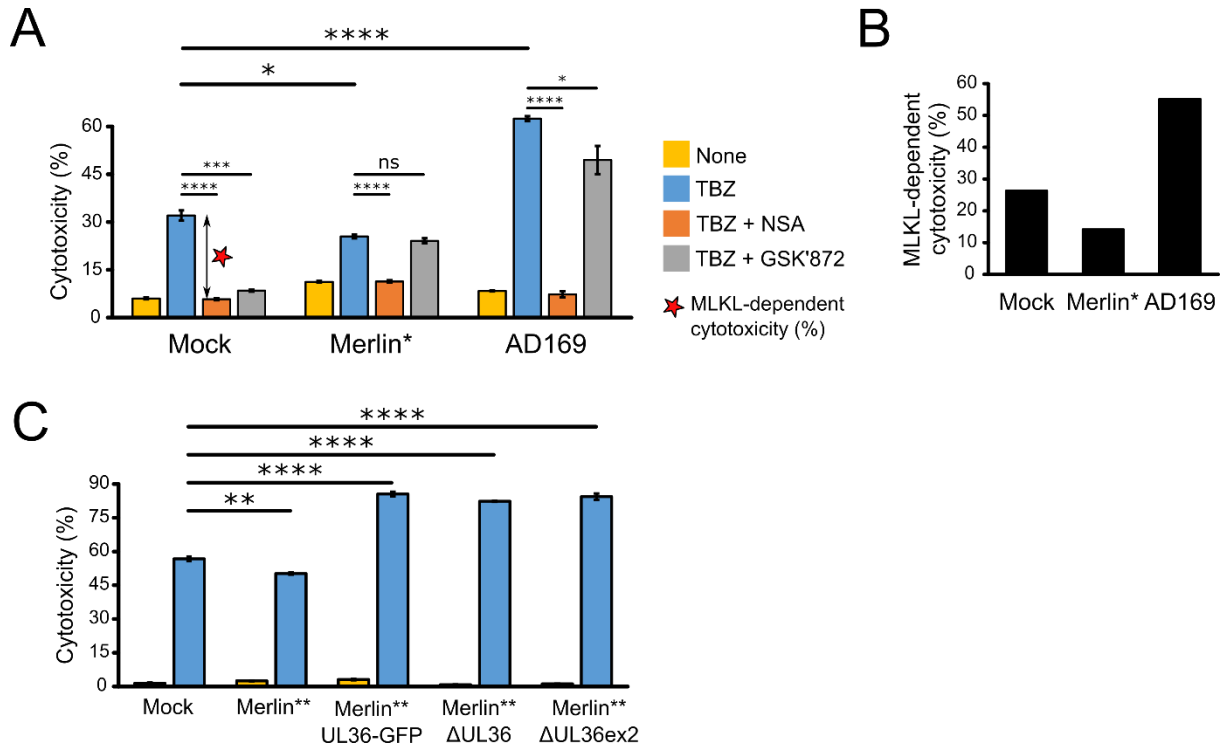 A
****
*
*
****
***
****
ns
****
Cytotoxicity (%)
60
45
30
15
0
Mock
Merlin*
AD169
None
TBZ
TBZ + NSA
TBZ + GSK'872
MLKL-dependent
cytotoxicity (%)
B
MLKL-dependent
cytotoxicity (%)
60
50
40
30
20
10
0
Mock
Merlin*
AD169
C
****
****
****
**
Cytotoxicity (%)
90
75
60
45
30
15
0
Mock
Merlin**
Merlin**
UL36-GFP
Merlin**
ΔUL36
Merlin**
ΔUL36ex2